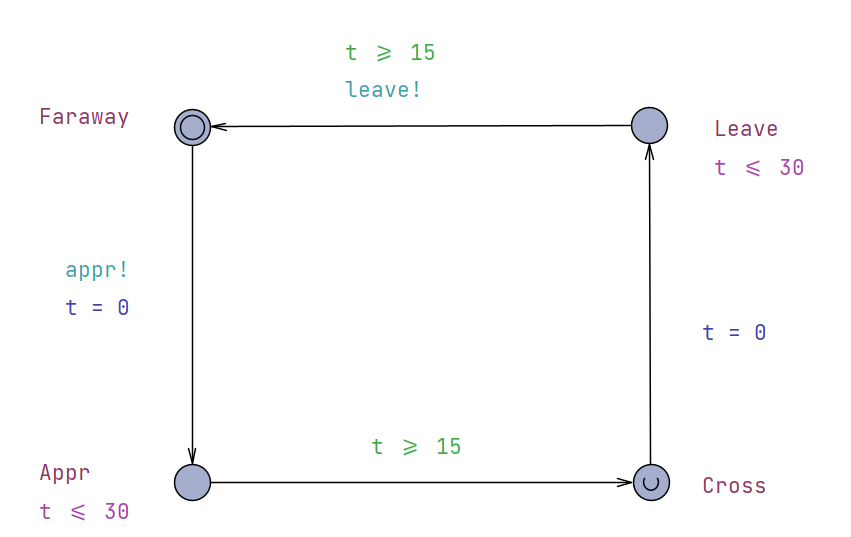 t ⩾ 15
leave!
Faraway
Leave
t ⩽ 30
appr!
t = 0
t = 0
t ⩾ 15
Appr
t ⩽ 30
Cross